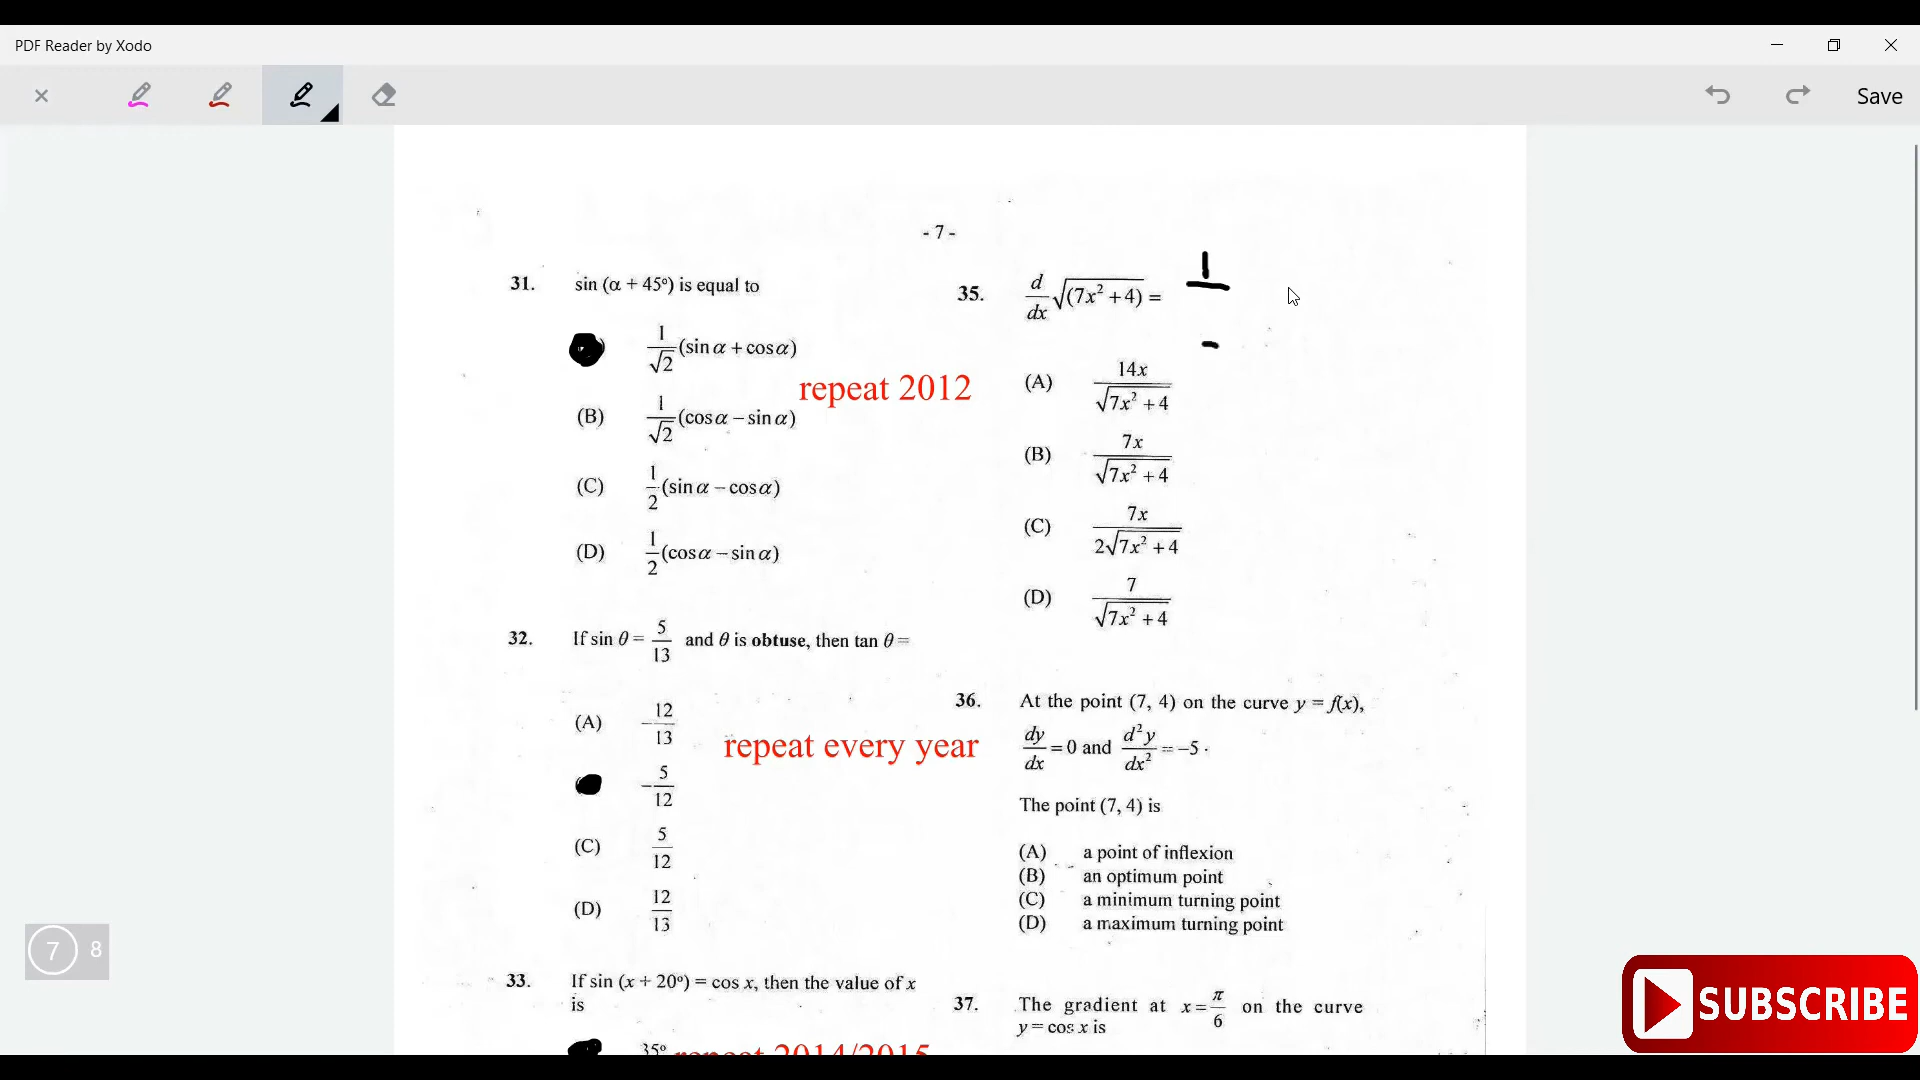 PDF Reader by Xodo
Save
- 7 -
31. sin (α + 45°) is equal to
1/√2 (sin α + cos α)
repeat 2012
(B) 1/√2 (cos α − sin α)
(C) 1/2 (sin α − cos α)
(D) 1/2 (cos α − sin α)
32. If sin θ = 5/13 and θ is obtuse, then tan θ =
(A) −12/13
repeat every year
−5/12
(C) 5/12
(D) 12/13
33. If sin (x + 20°) = cos x, then the value of x
is
35° repeat 2014/2015
35. d/dx √(7x² + 4) = 1
(A) 14x/√7x² + 4
(B) 7x/√7x² + 4
(C) 7x/2√7x² + 4
(D) 7/√7x² + 4
36. At the point (7, 4) on the curve y = f(x),
dy/dx = 0 and d²y/dx² = −5 .
The point (7, 4) is
(A) a point of inflexion
(B) an optimum point
(C) a minimum turning point
(D) a maximum turning point
37. The gradient at x = π/6 on the curve
y = cos x is
7 8
SUBSCRIBE